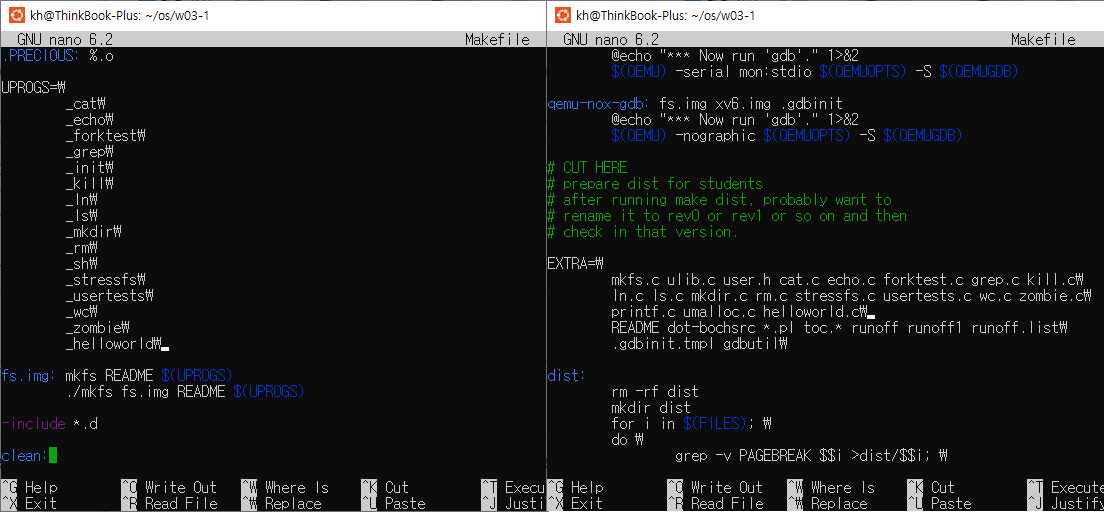 kh@ThinkBook-Plus: ~/os/w03-1
GNU nano 6.2 Makefile
.PRECIOUS: %.o
UPROGS=₩
_cat₩
_echo₩
_forktest₩
_grep₩
_init₩
_kill₩
_ln₩
_ls₩
_mkdir₩
_rm₩
_sh₩
_stressfs₩
_usertests₩
_wc₩
_zombie₩
_helloworld₩
fs.img: mkfs README $(UPROGS)
./mkfs fs.img README $(UPROGS)
-include *.d
clean:
^G Help ^O Write Out ^W Where Is ^K Cut ^T Execu
^X Exit ^R Read File ^₩ Replace ^U Paste ^J Justi
kh@ThinkBook-Plus: ~/os/w03-1
GNU nano 6.2 Makefile
@echo "*** Now run 'gdb'." 1>&2
$(QEMU) -serial mon:stdio $(QEMUOPTS) -S $(QEMUGDB)
qemu-nox-gdb: fs.img xv6.img .gdbinit
@echo "*** Now run 'gdb'." 1>&2
$(QEMU) -nographic $(QEMUOPTS) -S $(QEMUGDB)
# CUT HERE
# prepare dist for students
# after running make dist, probably want to
# rename it to rev0 or rev1 or so on and then
# check in that version.
EXTRA=₩
mkfs.c ulib.c user.h cat.c echo.c forktest.c grep.c kill.c₩
ln.c ls.c mkdir.c rm.c stressfs.c usertests.c wc.c zombie.c₩
printf.c umalloc.c helloworld.c₩
README dot-bochsrc *.pl toc.* runoff runoff1 runoff.list₩
.gdbinit.tmpl gdbutil₩
dist:
rm -rf dist
mkdir dist
for i in $(FILES); ₩
do ₩
grep -v PAGEBREAK $$i >dist/$$i; ₩
^G Help ^O Write Out ^W Where Is ^K Cut ^T Execute
^X Exit ^R Read File ^₩ Replace ^U Paste ^J Justify